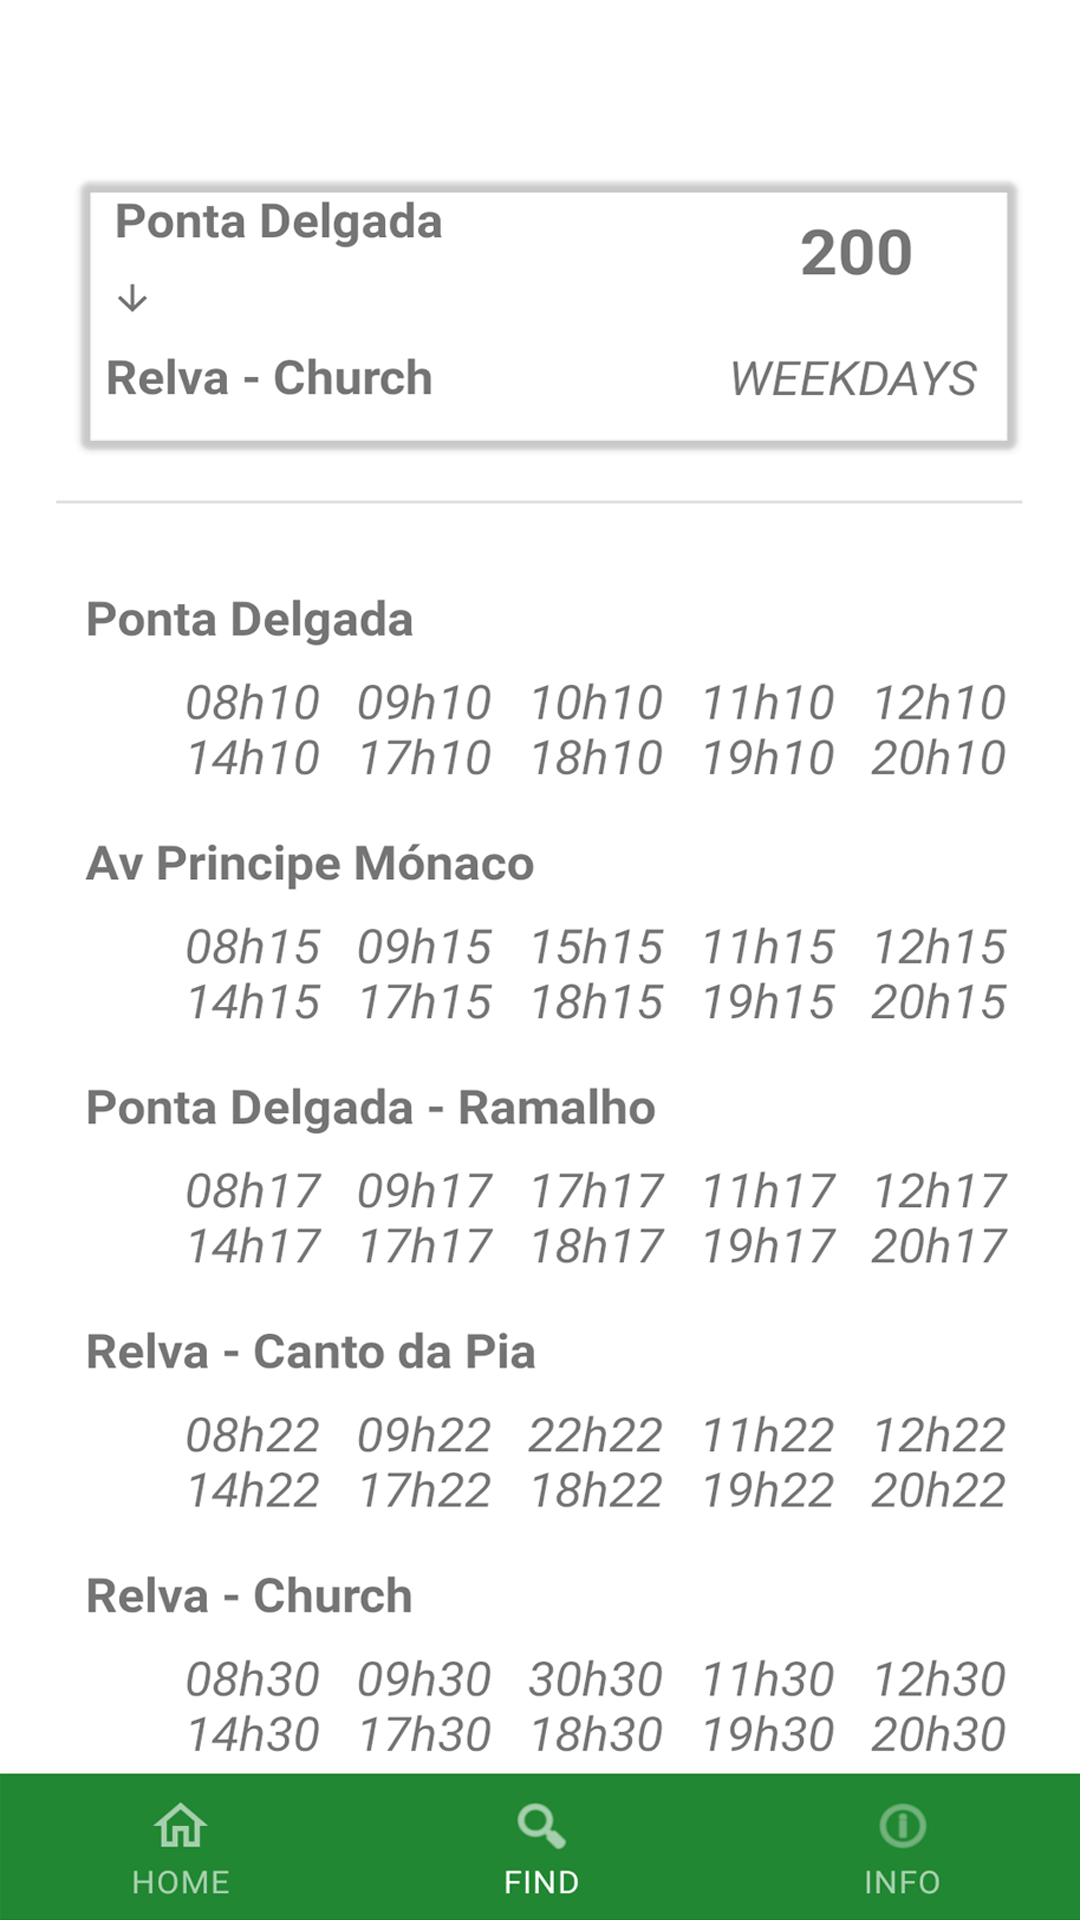 Ponta Delgada
200
↓
Relva - Church
WEEKDAYS
Ponta Delgada
08h10 09h10 10h10 11h10 12h10
14h10 17h10 18h10 19h10 20h10
Av Principe Mónaco
08h15 09h15 15h15 11h15 12h15
14h15 17h15 18h15 19h15 20h15
Ponta Delgada - Ramalho
08h17 09h17 17h17 11h17 12h17
14h17 17h17 18h17 19h17 20h17
Relva - Canto da Pia
08h22 09h22 22h22 11h22 12h22
14h22 17h22 18h22 19h22 20h22
Relva - Church
08h30 09h30 30h30 11h30 12h30
14h30 17h30 18h30 19h30 20h30
HOME FIND INFO